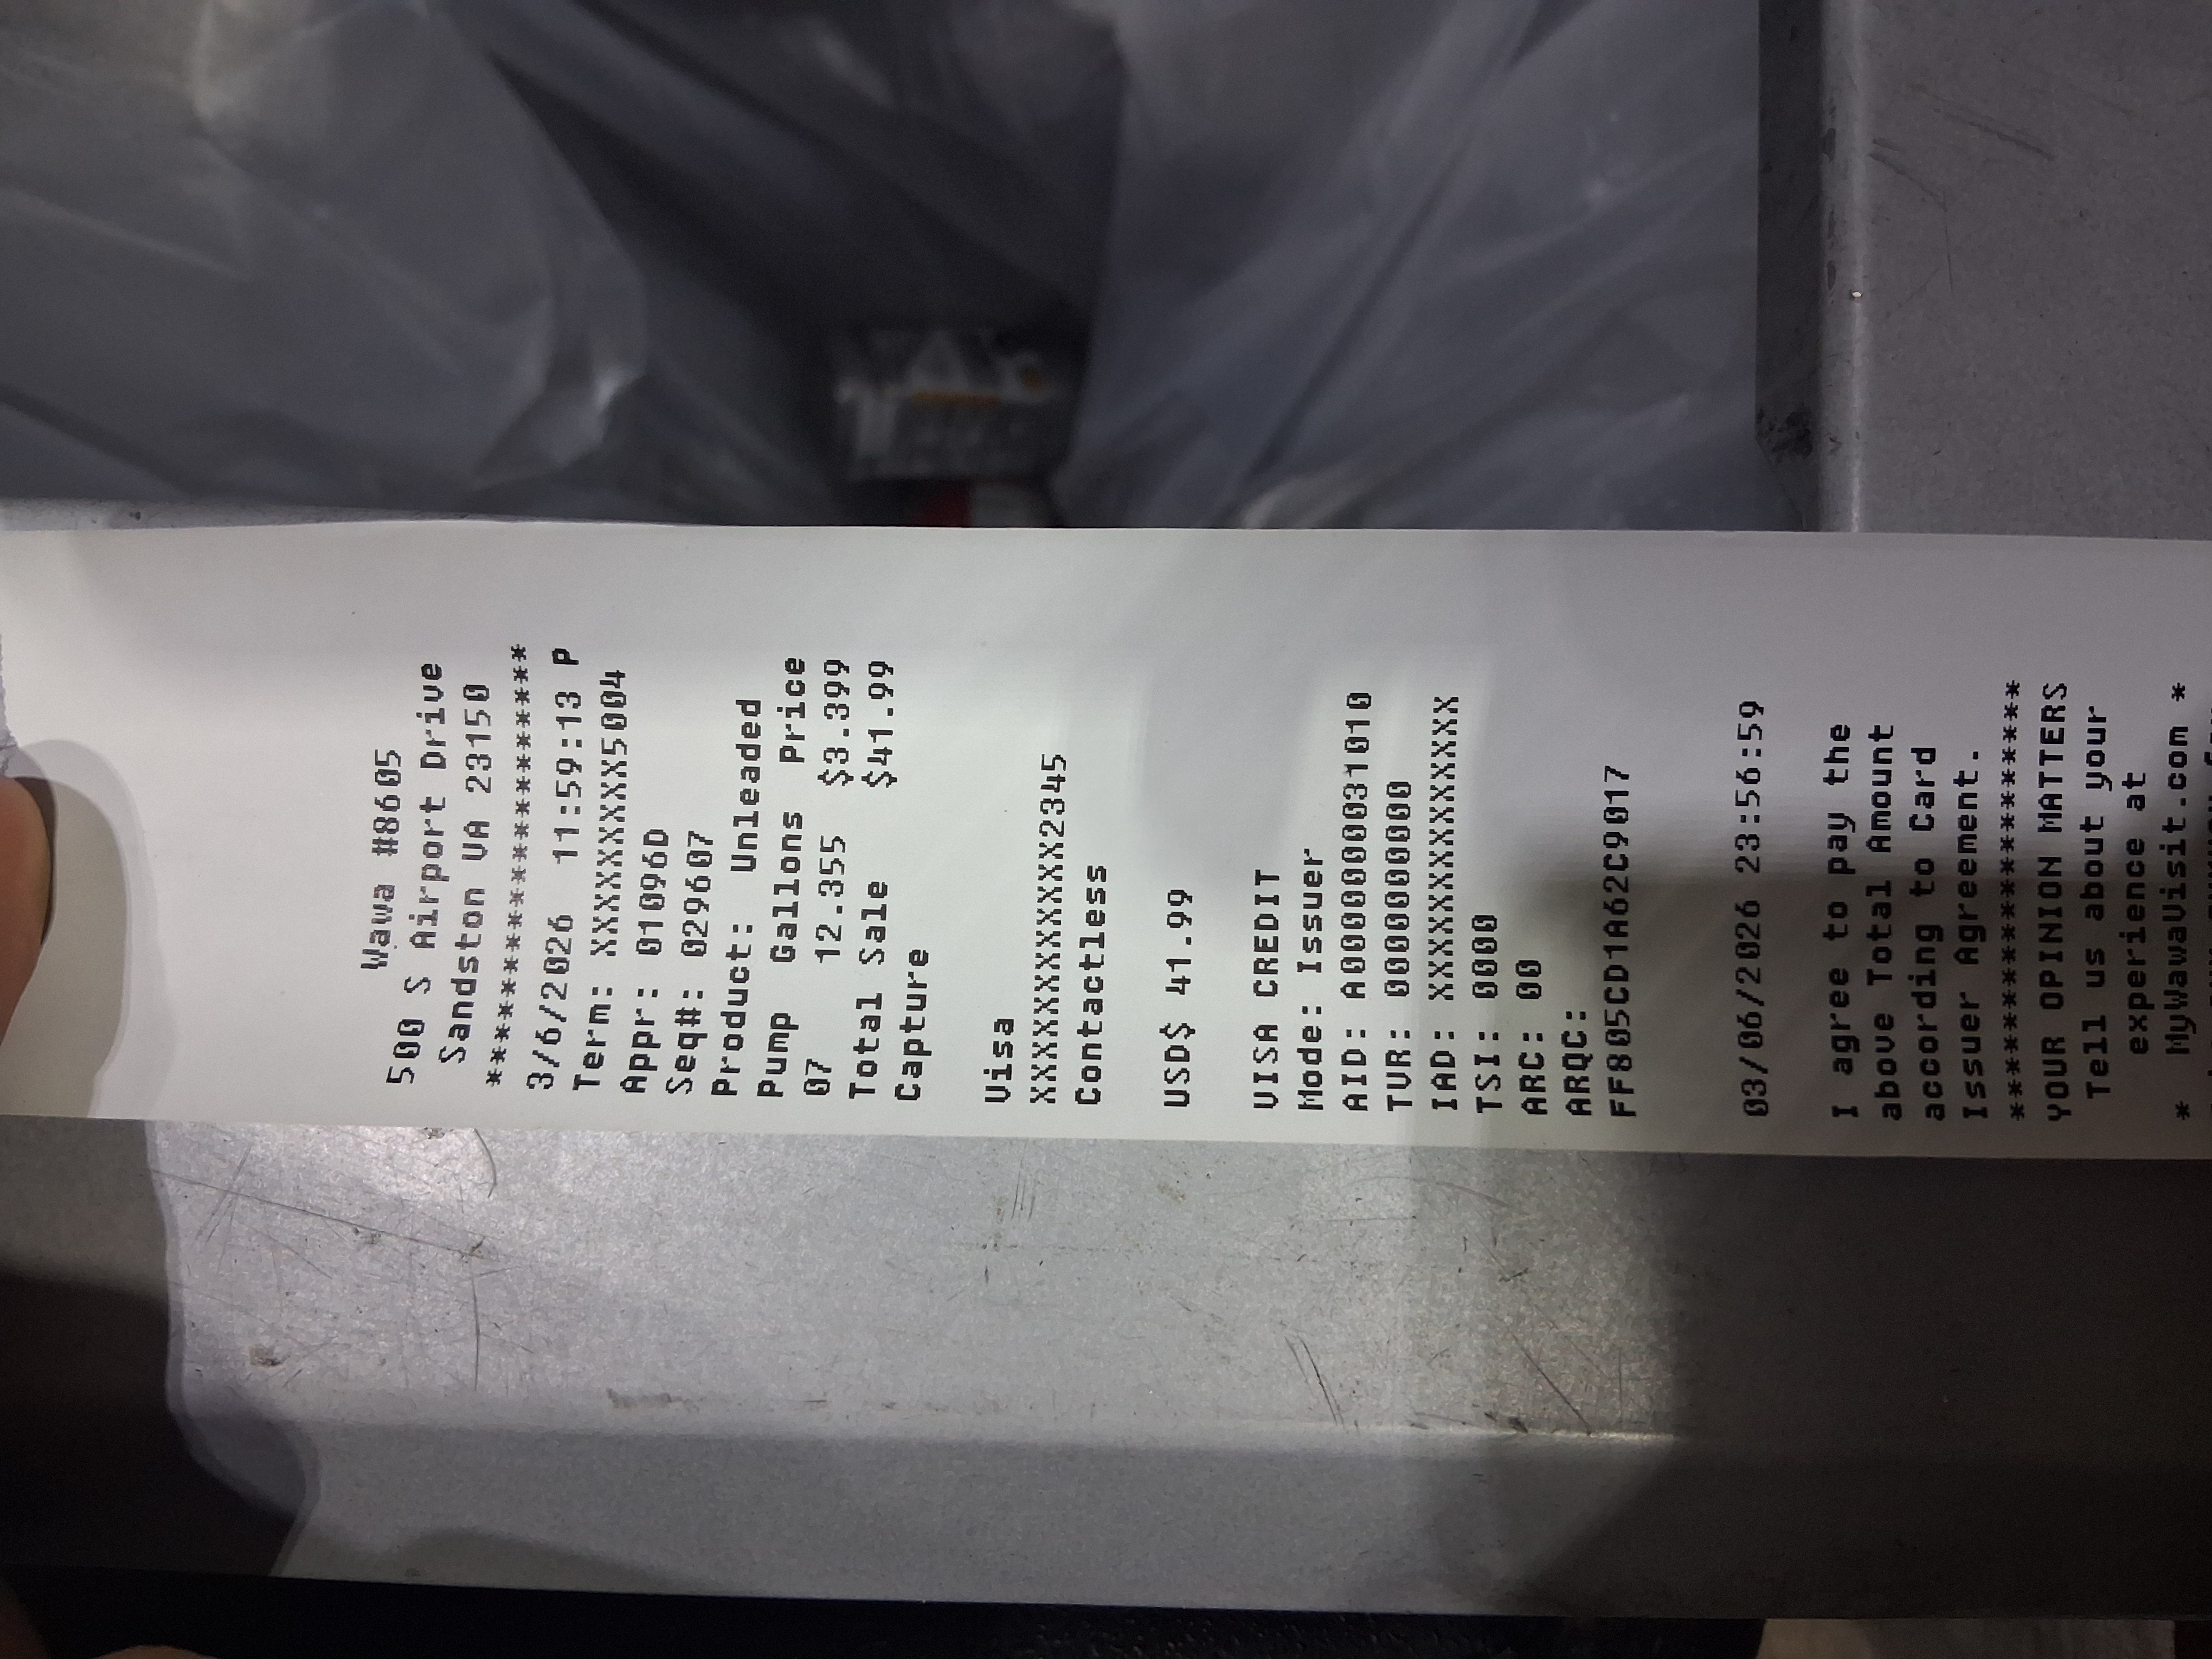 Wawa #8605
500 S Airport Drive
Sandston VA 23150
********************
3/6/2026 11:59:13 P
Term: XXXXXXXXX5004
Appr: 01096D
Seq#: 029607
Product: Unleaded
Pump Gallons Price
07 12.355 $3.399
Total Sale $41.99
Capture
Visa
XXXXXXXXXXXX2345
Contactless
USD$ 41.99
VISA CREDIT
Mode: Issuer
AID: A0000000031010
TVR: 0000000000
IAD: XXXXXXXXXXXXXX
TSI: 0000
ARC: 00
ARQC:
FF805CD1A62C9017
03/06/2026 23:56:59
I agree to pay the
above Total Amount
according to Card
Issuer Agreement.
********************
YOUR OPINION MATTERS
Tell us about your
experience at
* MyWawaVisit.com *